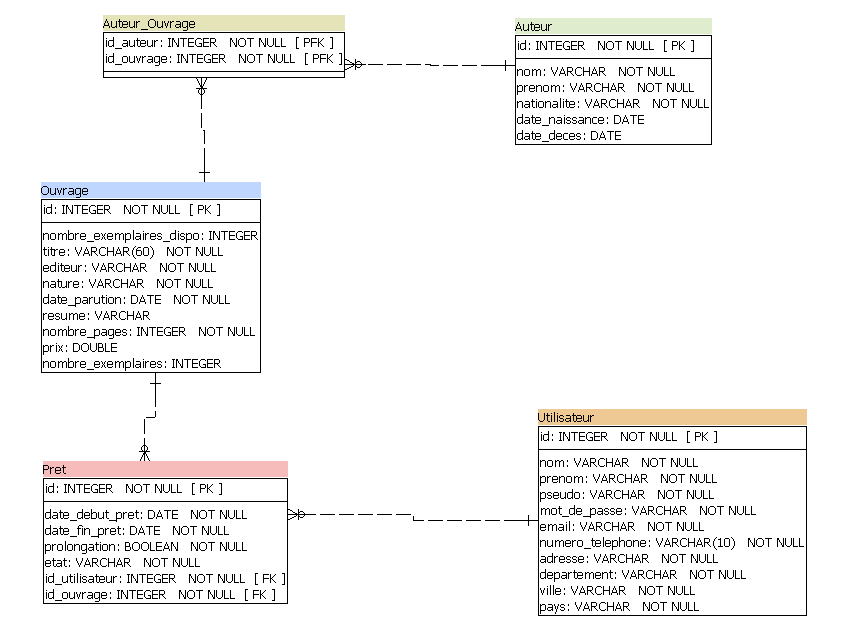 Auteur_Ouvrage
id_auteur: INTEGER NOT NULL [ PFK ]
id_ouvrage: INTEGER NOT NULL [ PFK ]
Auteur
id: INTEGER NOT NULL [ PK ]
nom: VARCHAR NOT NULL
prenom: VARCHAR NOT NULL
nationalite: VARCHAR NOT NULL
date_naissance: DATE
date_deces: DATE
Ouvrage
id: INTEGER NOT NULL [ PK ]
nombre_exemplaires_dispo: INTEGER
titre: VARCHAR(60) NOT NULL
editeur: VARCHAR NOT NULL
nature: VARCHAR NOT NULL
date_parution: DATE NOT NULL
resume: VARCHAR
nombre_pages: INTEGER NOT NULL
prix: DOUBLE
nombre_exemplaires: INTEGER
Pret
id: INTEGER NOT NULL [ PK ]
date_debut_pret: DATE NOT NULL
date_fin_pret: DATE NOT NULL
prolongation: BOOLEAN NOT NULL
etat: VARCHAR NOT NULL
id_utilisateur: INTEGER NOT NULL [ FK ]
id_ouvrage: INTEGER NOT NULL [ FK ]
Utilisateur
id: INTEGER NOT NULL [ PK ]
nom: VARCHAR NOT NULL
prenom: VARCHAR NOT NULL
pseudo: VARCHAR NOT NULL
mot_de_passe: VARCHAR NOT NULL
email: VARCHAR NOT NULL
numero_telephone: VARCHAR(10) NOT NULL
adresse: VARCHAR NOT NULL
departement: VARCHAR NOT NULL
ville: VARCHAR NOT NULL
pays: VARCHAR NOT NULL